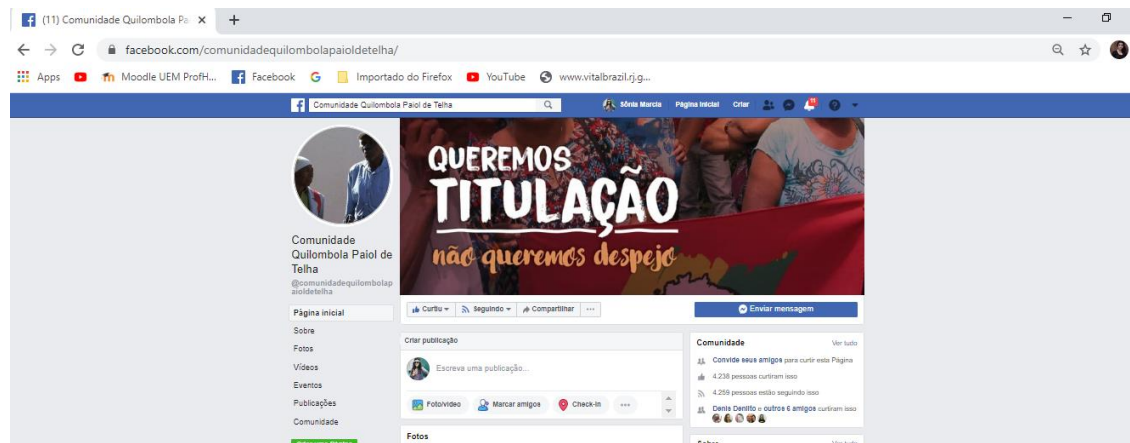 (11) Comunidade Quilombola Pa
facebook.com/comunidadequilombolapaioldetelha/
Apps Moodle UEM ProfH... Facebook Importado do Firefox YouTube www.vitalbrazil.rj.g...
Comunidade Quilombola Paiol de Telha Sônia Marcia Página inicial Criar
11
QUEREMOS
TITULAÇÃO
não queremos despejo
Comunidade
Quilombola Paiol de
Telha
@comunidadequilombolap
aioldetelha
Página inicial
Sobre
Fotos
Vídeos
Eventos
Publicações
Comunidade
Curtiu Seguindo Compartilhar ...
Enviar mensagem
Criar publicação
Escreva uma publicação...
Foto/vídeo Marcar amigos Check-in ...
Fotos
Comunidade Ver tudo
Convide seus amigos para curtir esta Página
4.238 pessoas curtiram isso
4.259 pessoas estão seguindo isso
Denis Denilto e outros 6 amigos curtiram isso